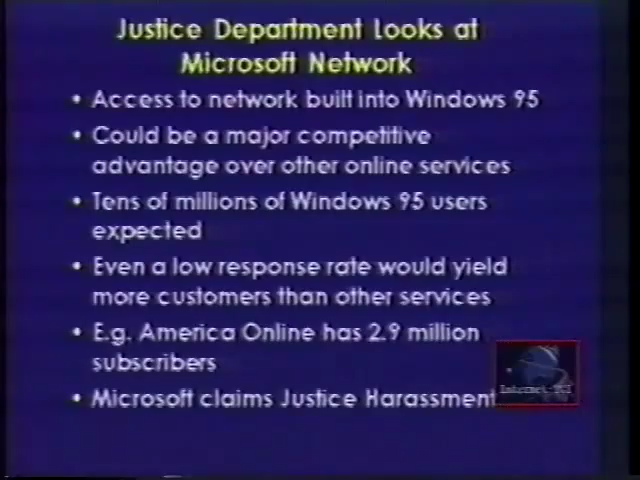 Justice Department Looks at
Microsoft Network
• Access to network built into Windows 95
• Could be a major competitive
advantage over other online services
• Tens of millions of Windows 95 users
expected
• Even a low response rate would yield
more customers than other services
• E.g. America Online has 2.9 million
subscribers
• Microsoft claims Justice Harassment